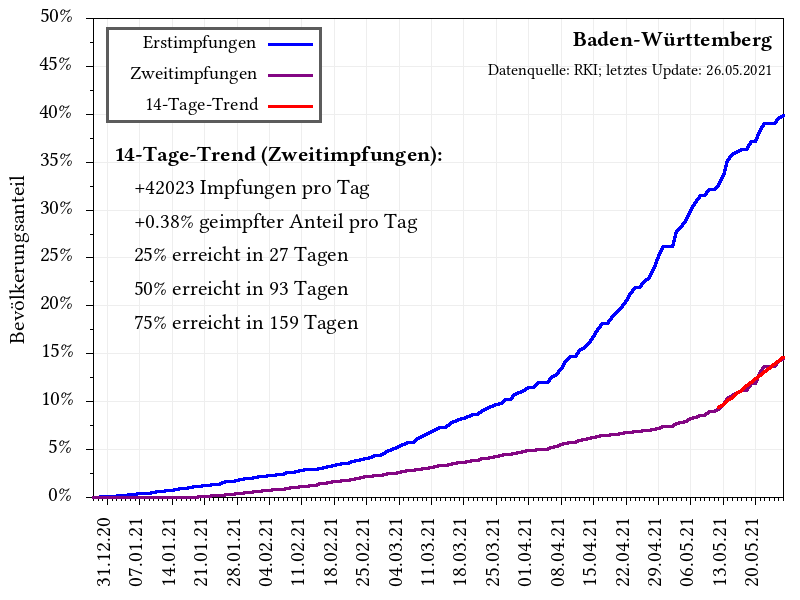 50%
45%
40%
35%
30%
25%
20%
15%
10%
5%
0%
Bevölkerungsanteil
Erstimpfungen
Zweitimpfungen
14-Tage-Trend
Baden-Württemberg
Datenquelle: RKI; letztes Update: 26.05.2021
14-Tage-Trend (Zweitimpfungen):
+42023 Impfungen pro Tag
+0.38% geimpfter Anteil pro Tag
25% erreicht in 27 Tagen
50% erreicht in 93 Tagen
75% erreicht in 159 Tagen
31.12.20
07.01.21
14.01.21
21.01.21
28.01.21
04.02.21
11.02.21
18.02.21
25.02.21
04.03.21
11.03.21
18.03.21
25.03.21
01.04.21
08.04.21
15.04.21
22.04.21
29.04.21
06.05.21
13.05.21
20.05.21